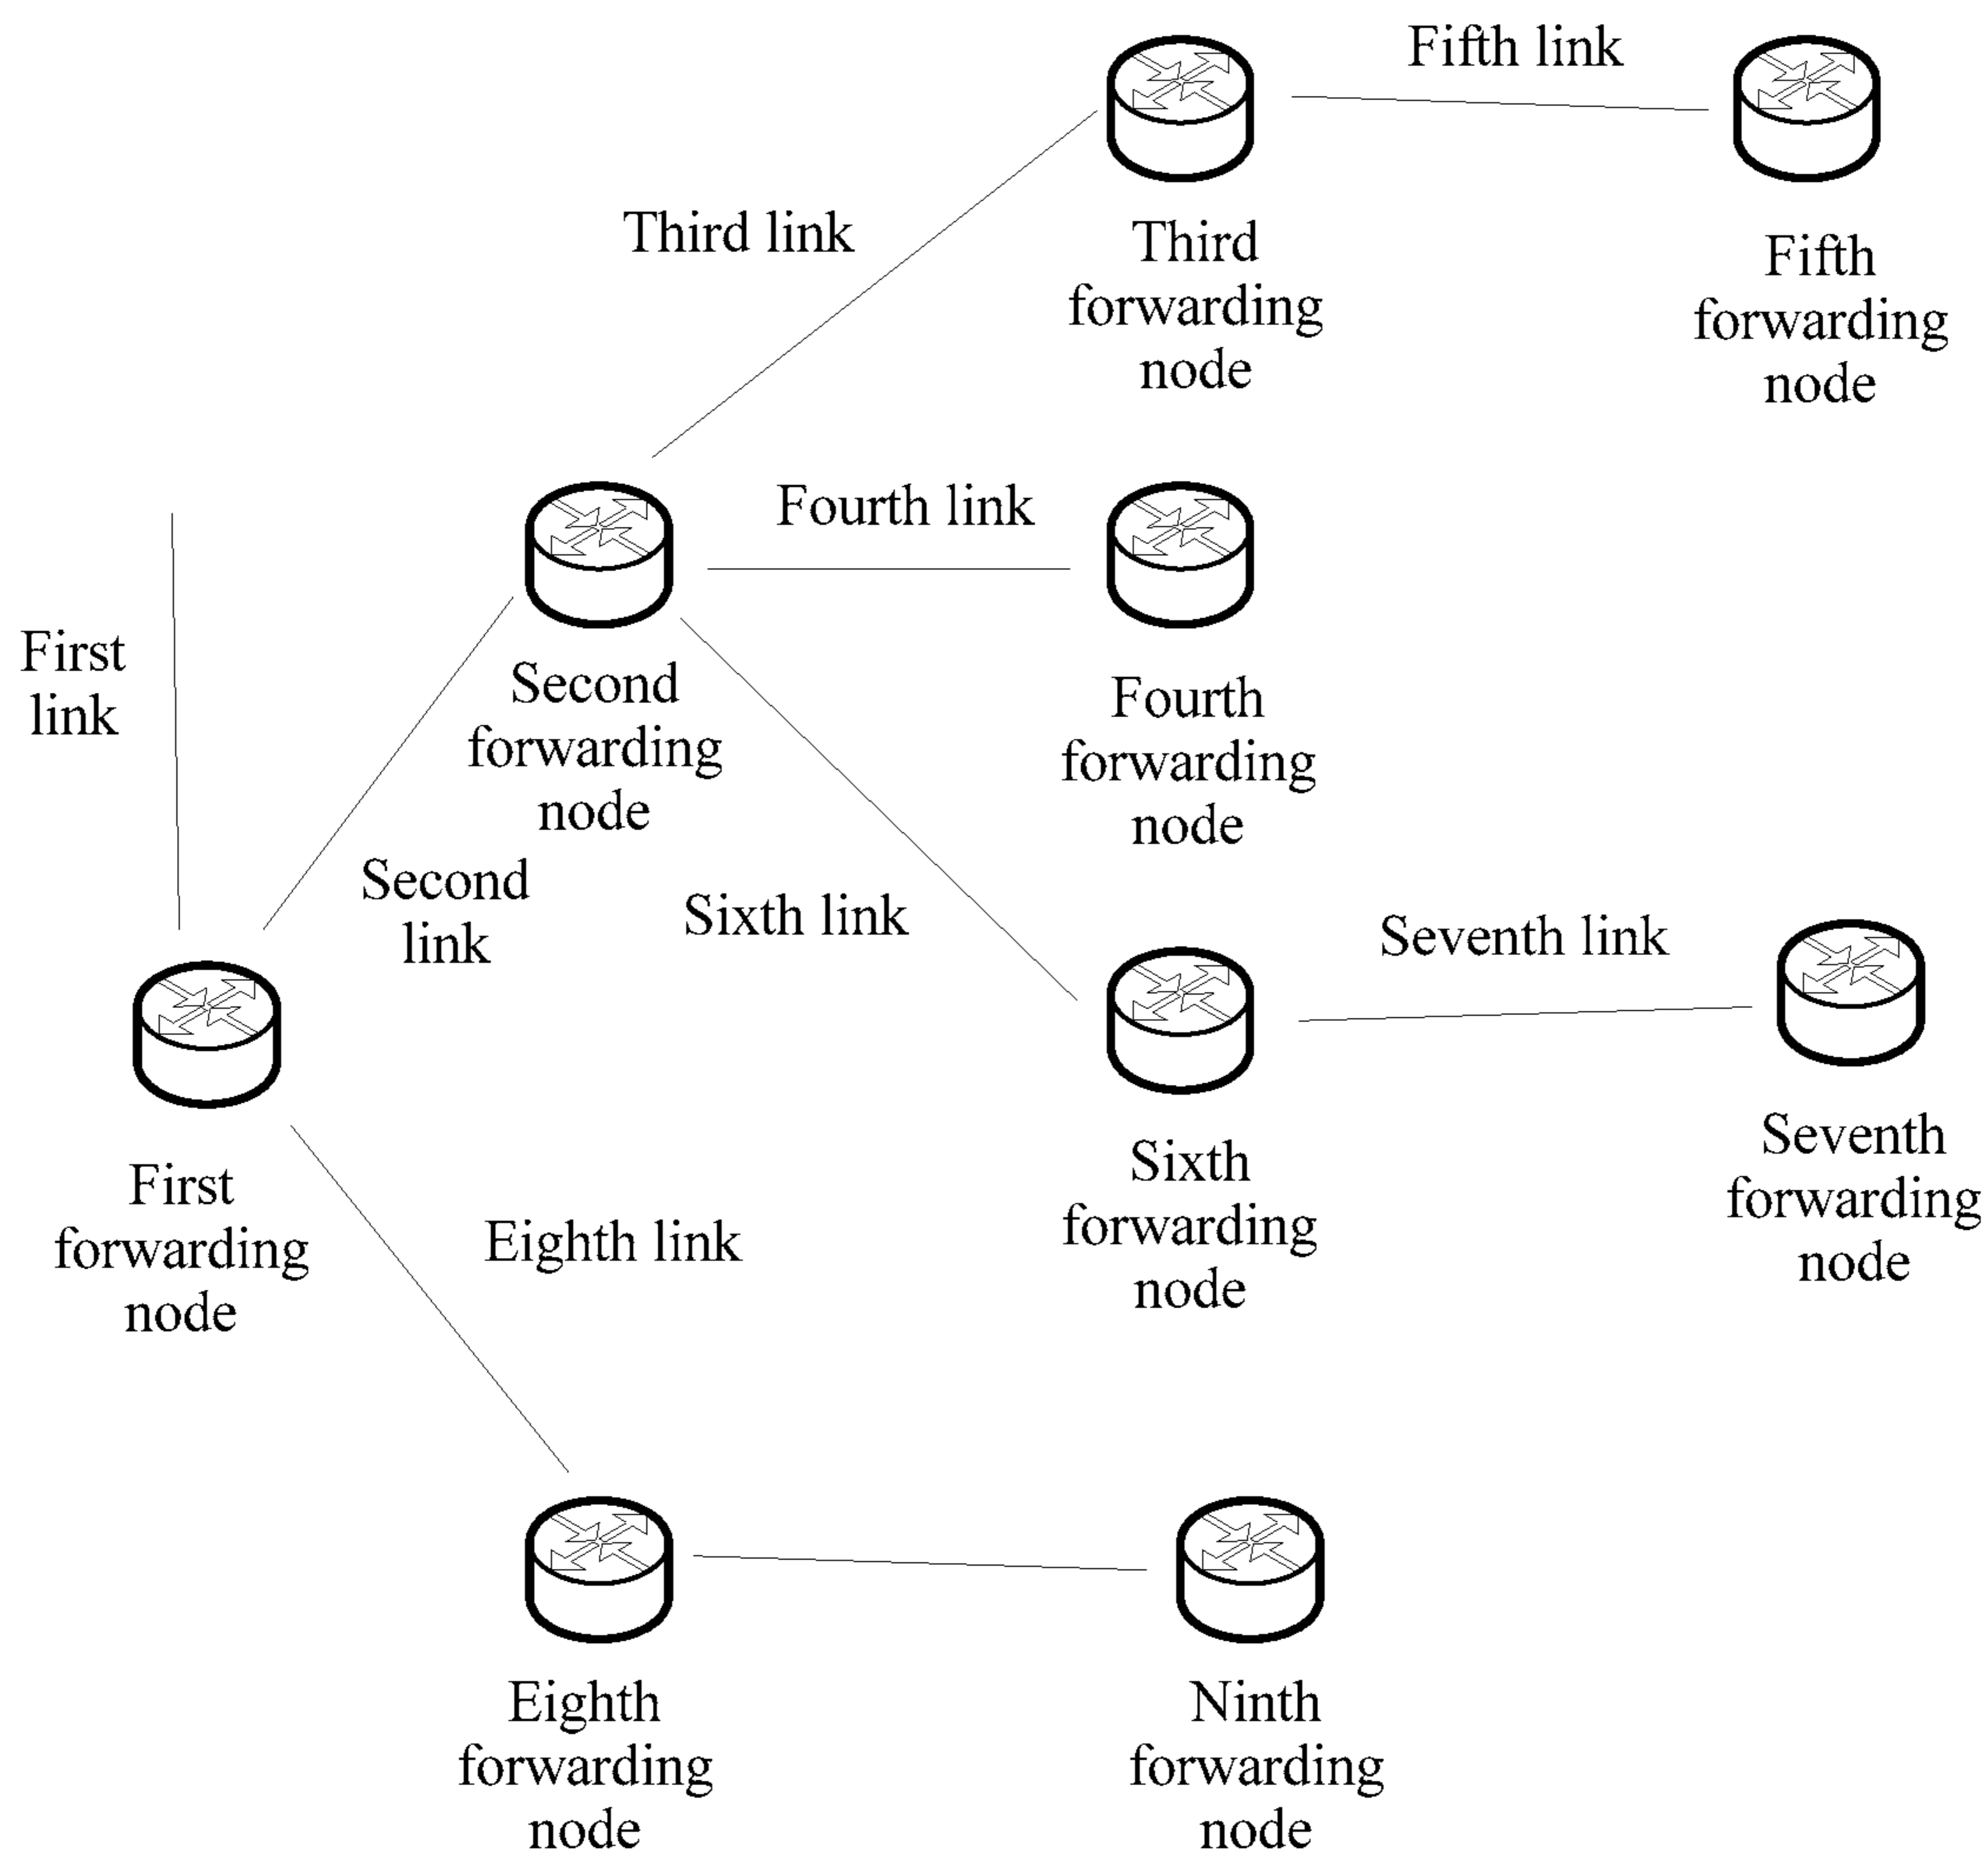 Fifth link
Third link
Third
forwarding
node
Fifth
forwarding
node
Fourth link
First
link
Second
forwarding
node
Fourth
forwarding
node
Second
link
Sixth link
Seventh link
First
forwarding
node
Sixth
forwarding
node
Seventh
forwarding
node
Eighth link
Eighth
forwarding
node
Ninth
forwarding
node